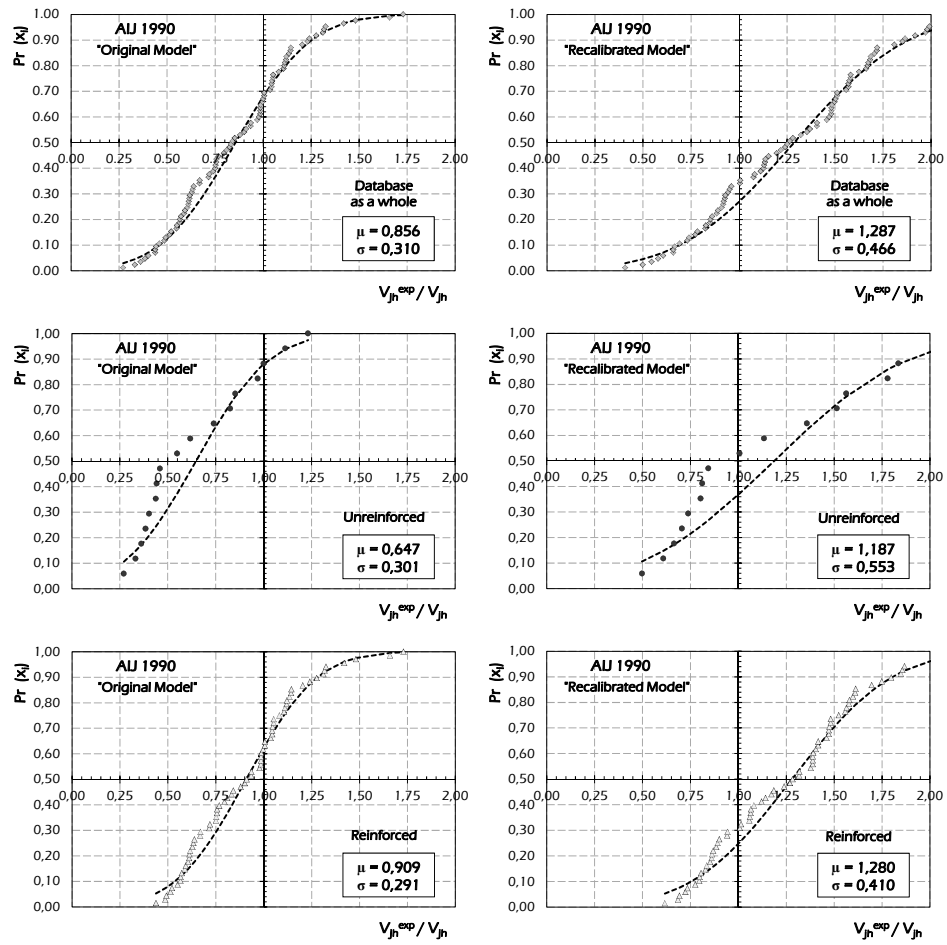 Pr (xi)
1.00
0.90
0.80
0.70
0.60
0.50
0.40
0.30
0.20
0.10
0.00
0.00 0.25 0.50 0.75 1.00 1.25 1.50 1.75 2.00
AIJ 1990
"Original Model"
Database
as a whole
μ = 0,856
σ = 0,310
Vjh exp / Vjh
Pr (xi)
1.00
0.90
0.80
0.70
0.60
0.50
0.40
0.30
0.20
0.10
0.00
0.00 0.25 0.50 0.75 1.00 1.25 1.50 1.75 2.00
AIJ 1990
"Recalibrated Model"
Database
as a whole
μ = 1,287
σ = 0,466
Vjh exp / Vjh
Pr (xi)
1,00
0,90
0,80
0,70
0,60
0,50
0,40
0,30
0,20
0,10
0,00
0,00 0,25 0,50 0,75 1,00 1,25 1,50 1,75 2,00
AIJ 1990
"Original Model"
Unreinforced
μ = 0,647
σ = 0,301
Vjh exp / Vjh
Pr (xi)
1,00
0,90
0,80
0,70
0,60
0,50
0,40
0,30
0,20
0,10
0,00
0,00 0,25 0,50 0,75 1,00 1,25 1,50 1,75 2,00
AIJ 1990
"Recalibrated Model"
Unreinforced
μ = 1,187
σ = 0,553
Vjh exp / Vjh
Pr (xi)
1,00
0,90
0,80
0,70
0,60
0,50
0,40
0,30
0,20
0,10
0,00
0,00 0,25 0,50 0,75 1,00 1,25 1,50 1,75 2,00
AIJ 1990
"Original Model"
Reinforced
μ = 0,909
σ = 0,291
Vjh exp / Vjh
Pr (xi)
1,00
0,90
0,80
0,70
0,60
0,50
0,40
0,30
0,20
0,10
0,00
0,00 0,25 0,50 0,75 1,00 1,25 1,50 1,75 2,00
AIJ 1990
"Recalibrated Model"
Reinforced
μ = 1,280
σ = 0,410
Vjh exp / Vjh